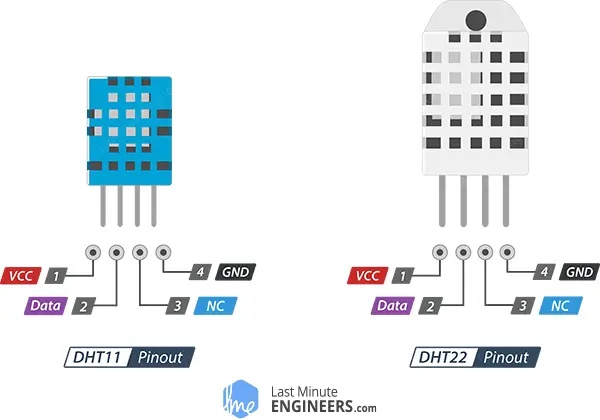 VCC 1 4 GND VCC 1 4 GND
Data 2 3 NC Data 2 3 NC
DHT11 Pinout DHT22 Pinout
lme Last Minute
ENGINEERS.com